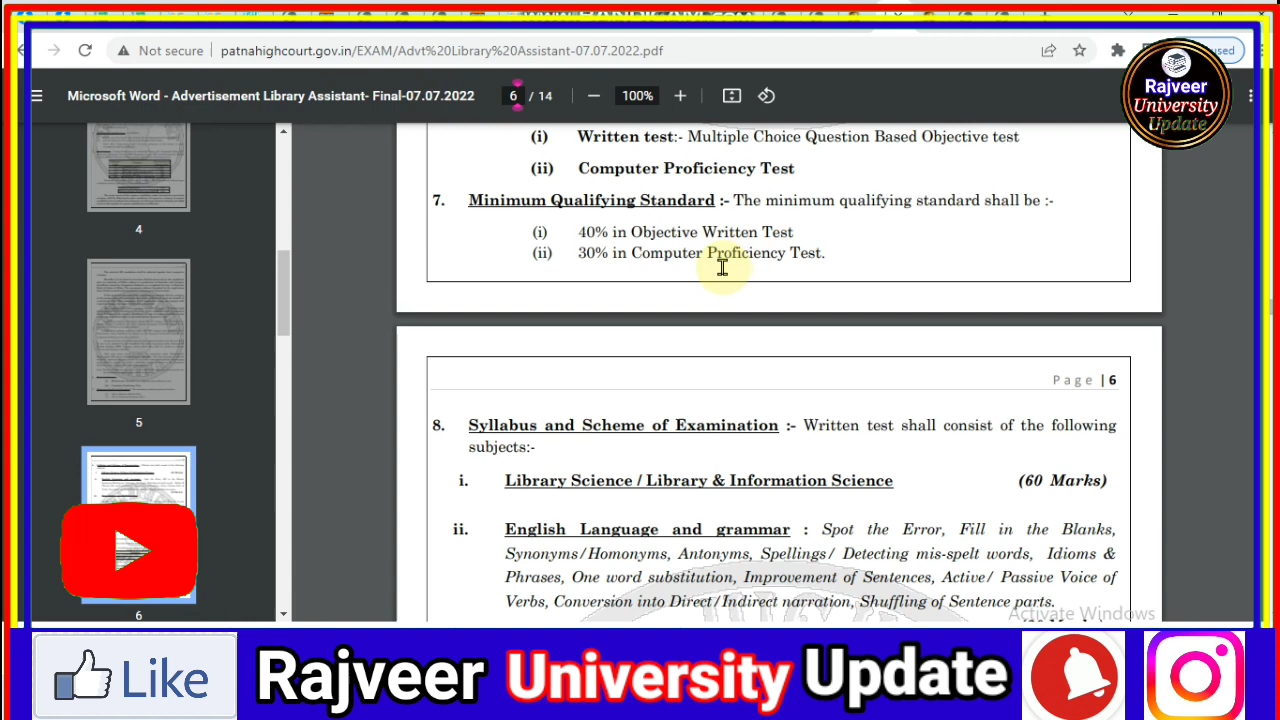 Not secure
patnahighcourt.gov.in/EXAM/Advt%20Library%20Assistant-07.07.2022.pdf
Microsoft Word - Advertisement Library Assistant- Final-07.07.2022
6 / 14
100%
Rajveer
University
Update
4
5
6
(i) Written test:- Multiple Choice Question Based Objective test
(ii) Computer Proficiency Test
7. Minimum Qualifying Standard :- The minimum qualifying standard shall be :-
(i) 40% in Objective Written Test
(ii) 30% in Computer Proficiency Test.
Page | 6
8. Syllabus and Scheme of Examination :- Written test shall consist of the following
subjects:-
i. Library Science / Library & Information Science (60 Marks)
ii. English Language and grammar : Spot the Error, Fill in the Blanks,
Synonyms/Homonyms, Antonyms, Spellings/ Detecting mis-spelt words, Idioms &
Phrases, One word substitution, Improvement of Sentences, Active/ Passive Voice of
Verbs, Conversion into Direct/Indirect narration, Shuffling of Sentence parts.
Activate Windows
Like
Rajveer University Update